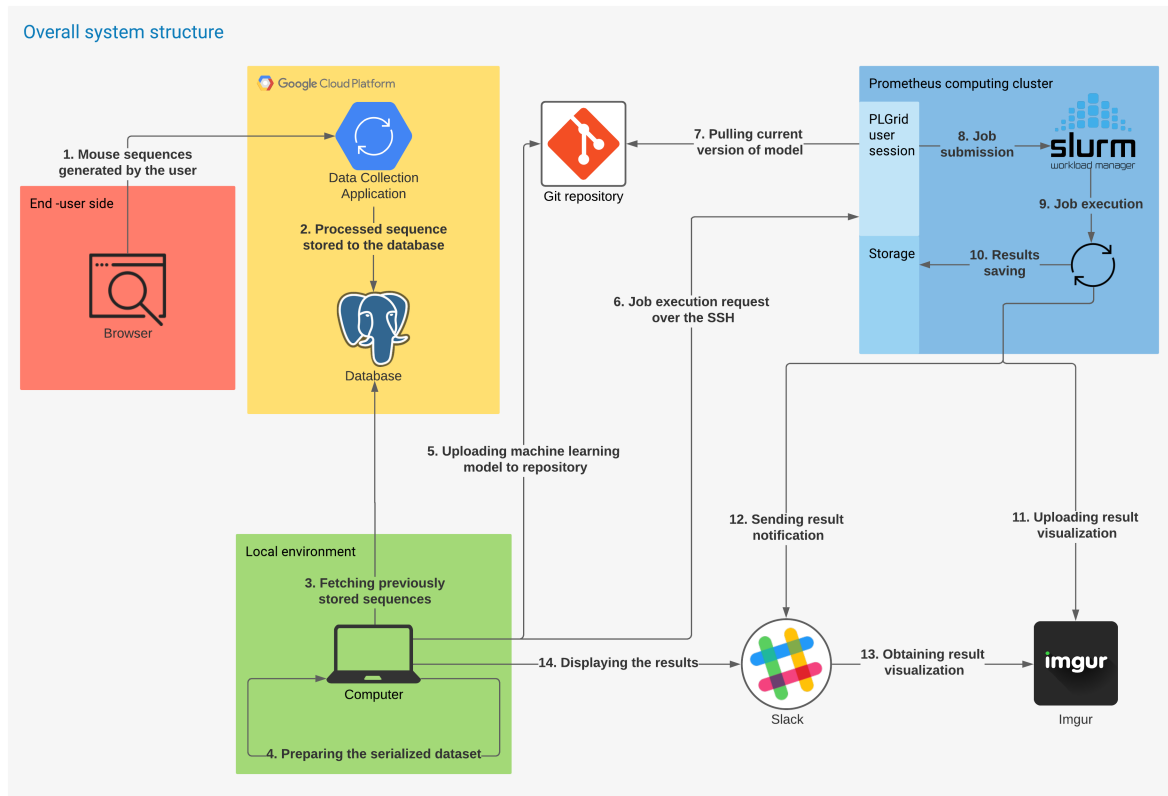 Overall system structure
Google Cloud Platform
Prometheus computing cluster
PLGrid
user
session
7. Pulling current
version of model
8. Job
submission
slurm
workload manager
1. Mouse sequences
generated by the user
Data Collection
Application
Git repository
End -user side
9. Job execution
2. Processed sequence
stored to the database
Storage
10. Results
saving
6. Job execution request
over the SSH
Browser
Database
5. Uploading machine learning
model to repository
12. Sending result
notification
11. Uploading result
visualization
Local environment
3. Fetching previously
stored sequences
14. Displaying the results
13. Obtaining result
visualization
imgur
Computer
Slack
Imgur
4. Preparing the serialized dataset